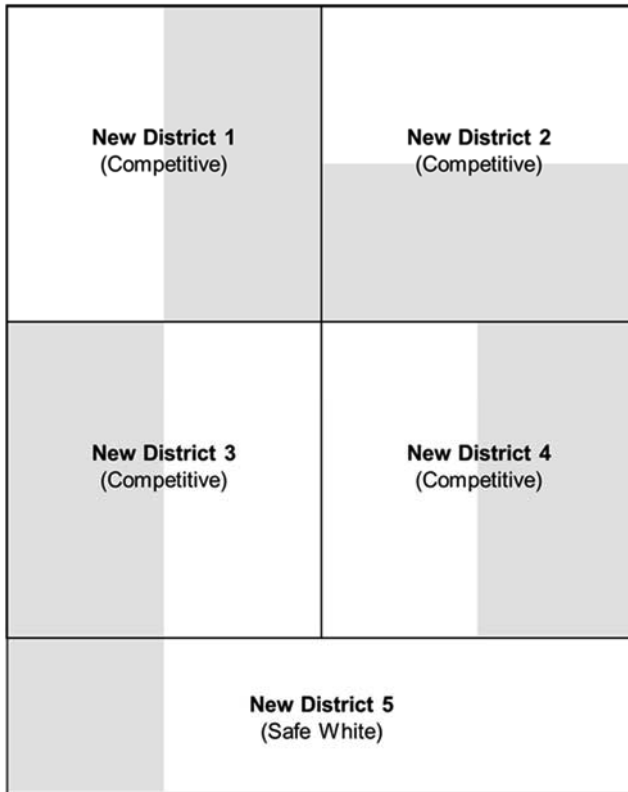 New District 1
(Competitive)
New District 2
(Competitive)
New District 3
(Competitive)
New District 4
(Competitive)
New District 5
(Safe White)